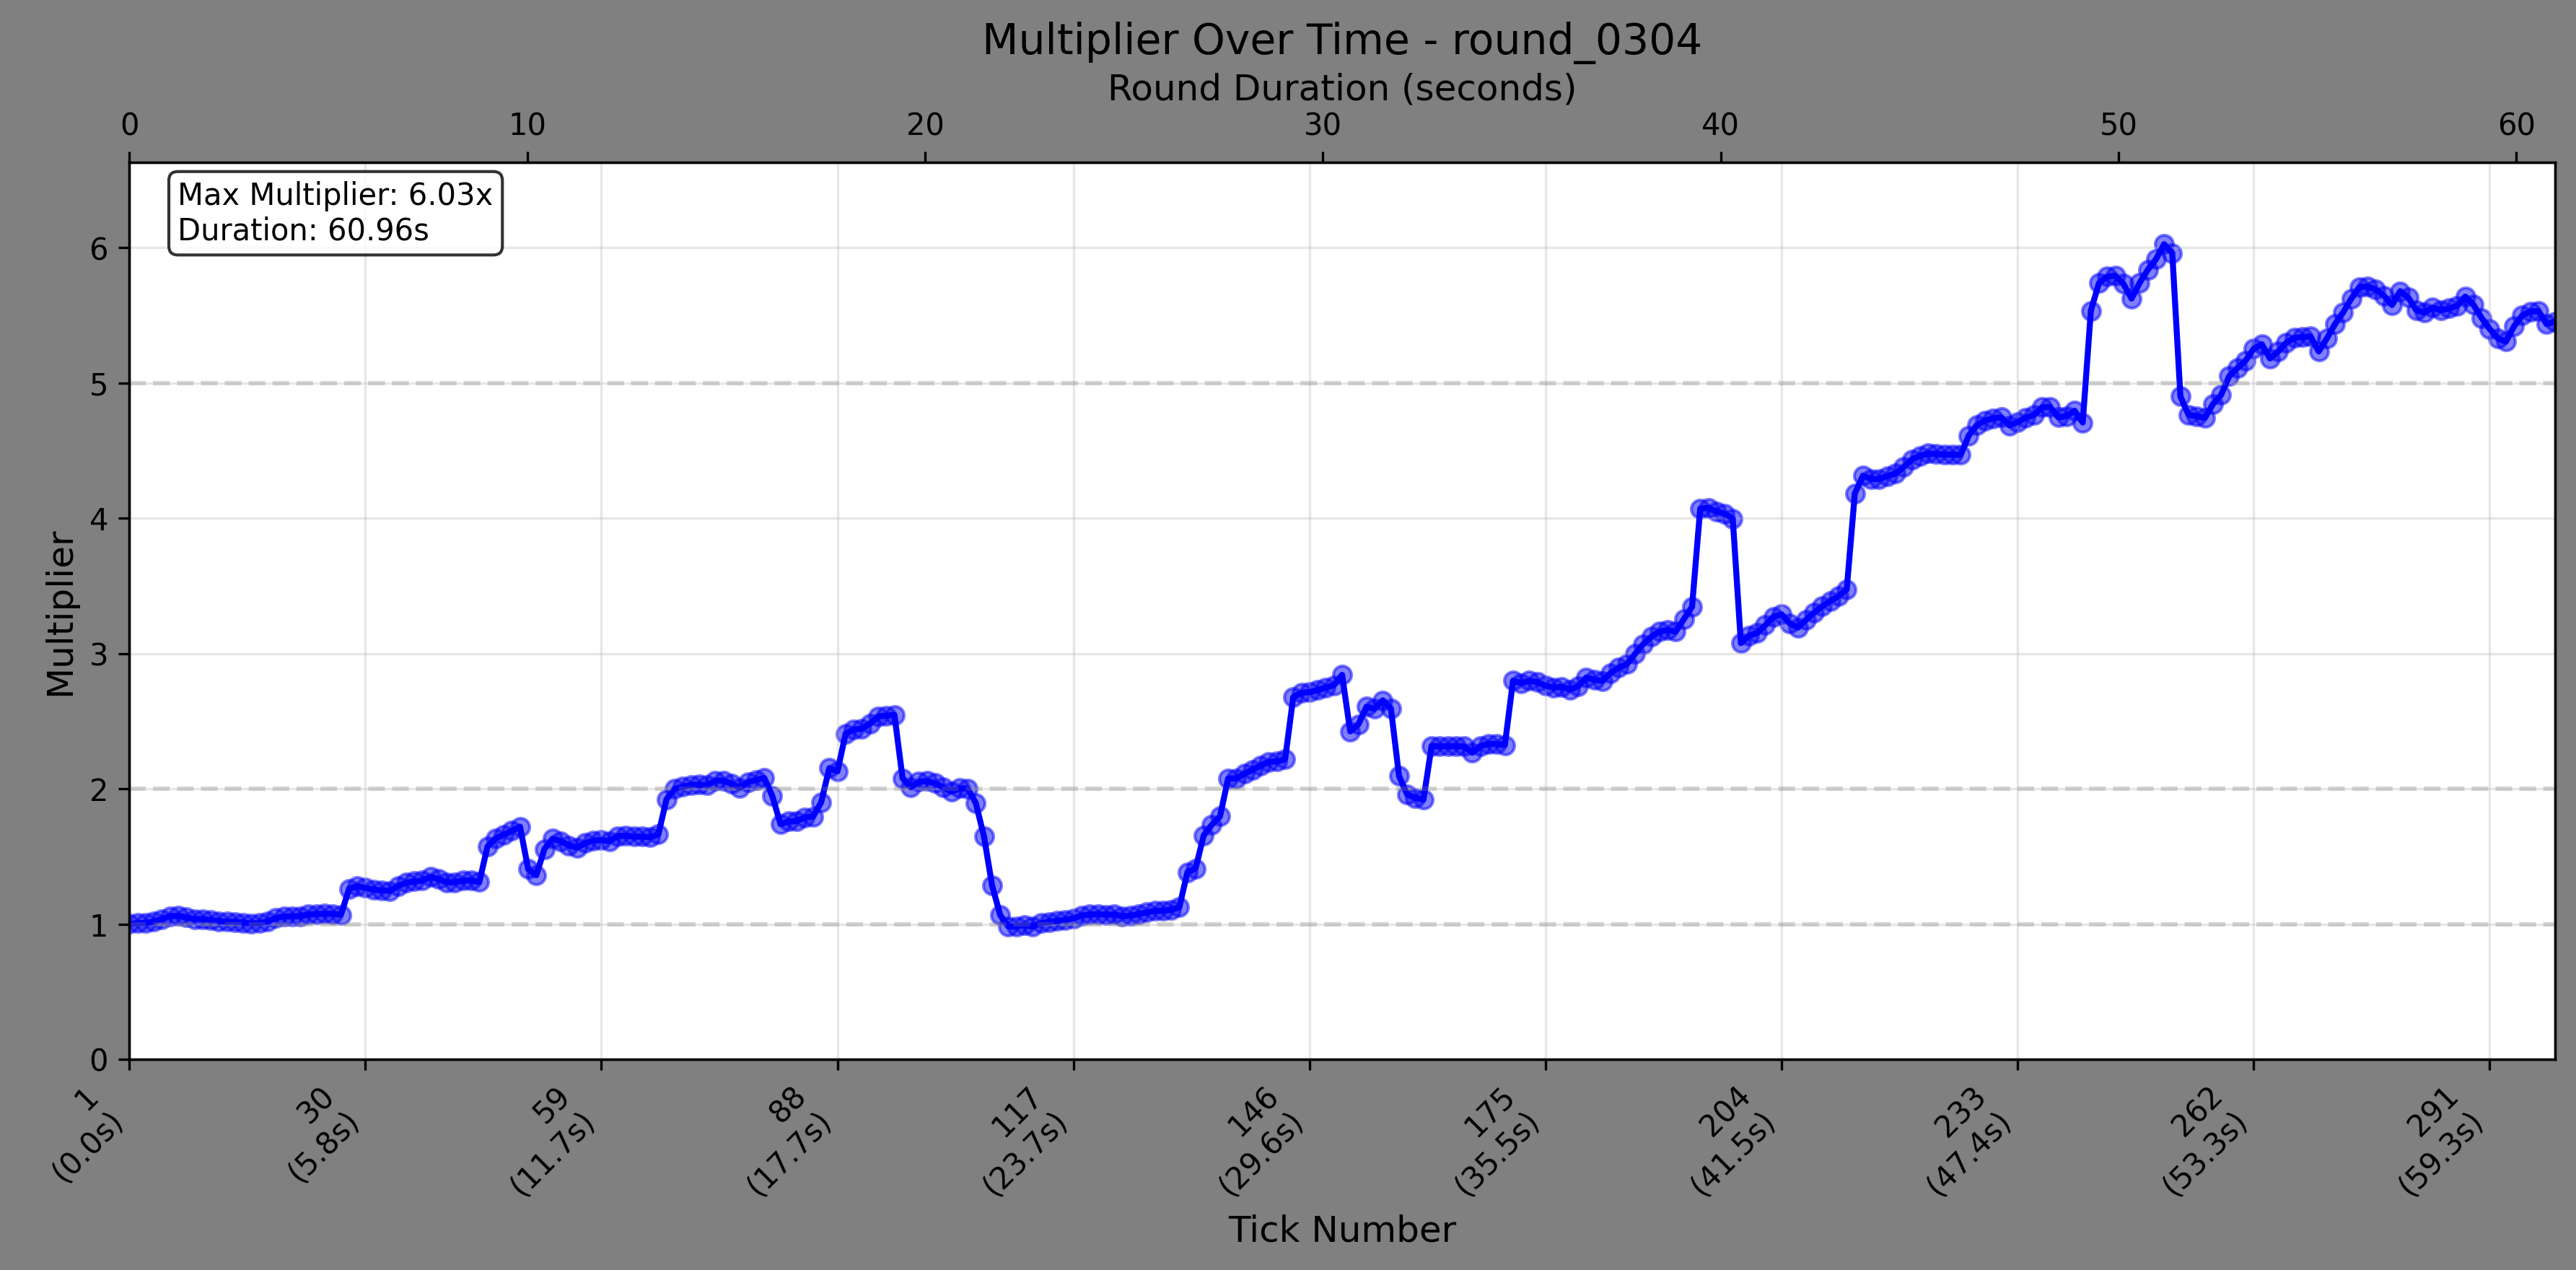 Multiplier Over Time - round_0304
Round Duration (seconds)
0 10 20 30 40 50 60
Max Multiplier: 6.03x
Duration: 60.96s
6
5
4
3
2
1
0
Multiplier
1
(0.0s)
30
(5.8s)
59
(11.7s)
88
(17.7s)
117
(23.7s)
146
(29.6s)
175
(35.5s)
204
(41.5s)
233
(47.4s)
262
(53.3s)
291
(59.3s)
Tick Number